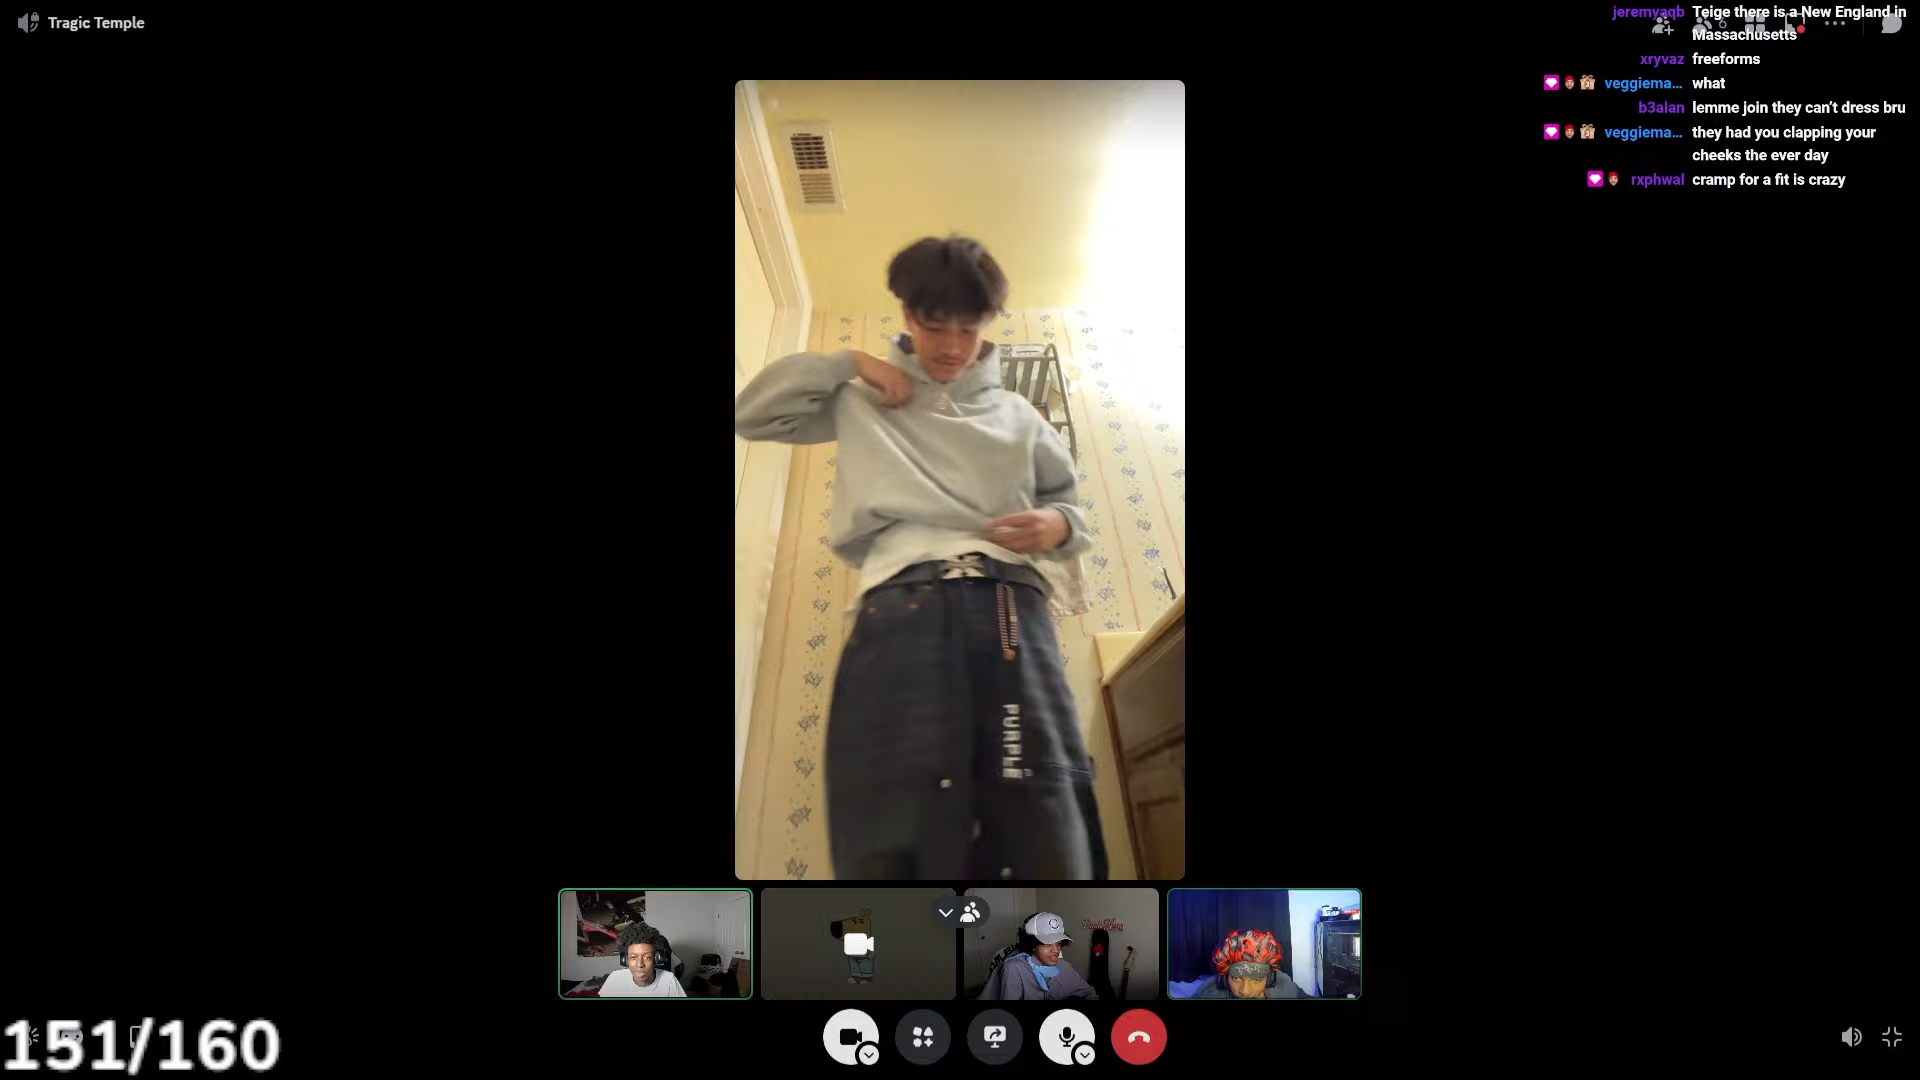 Tragic Temple
jeremyaqb Teige there is a New England in
Massachusetts
6
xryvaz freeforms
veggiema... what
b3alan lemme join they can't dress bru
veggiema... they had you clapping your
cheeks the ever day
rxphwal cramp for a fit is crazy
PURPLE
151/160